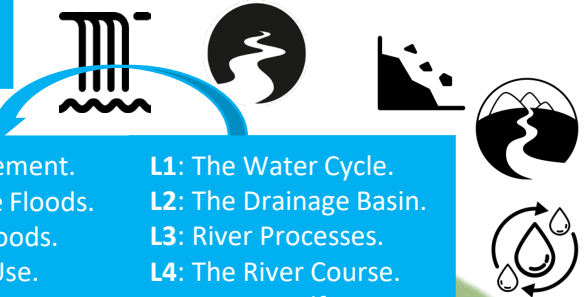 ement.
e Floods.
oods.
Use.
L1: The Water Cycle.
L2: The Drainage Basin.
L3: River Processes.
L4: The River Course.